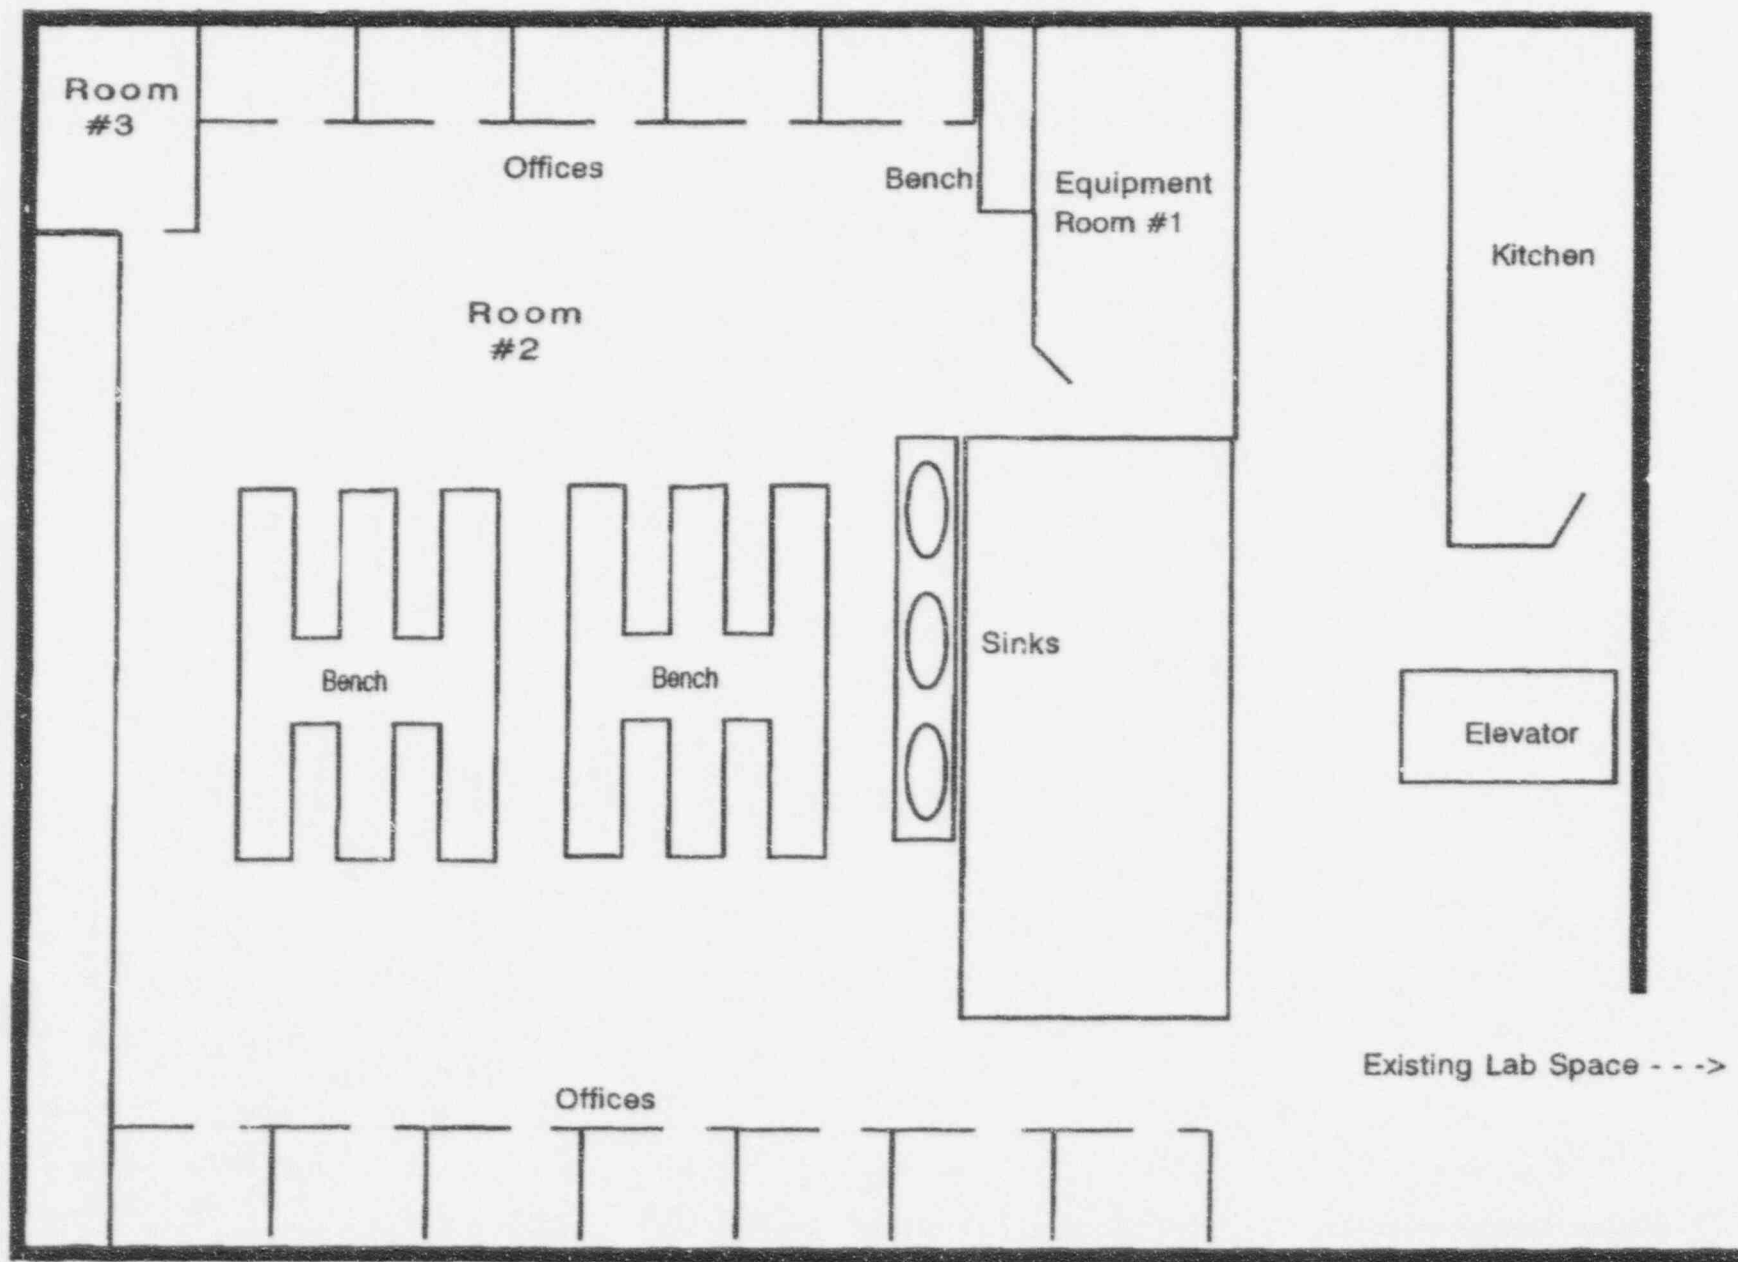 Room
#3
Offices
Bench
Equipment
Room #1
Kitchen
Room
#2
Sinks
Bench
Bench
Elevator
Existing Lab Space - - ->
Offices